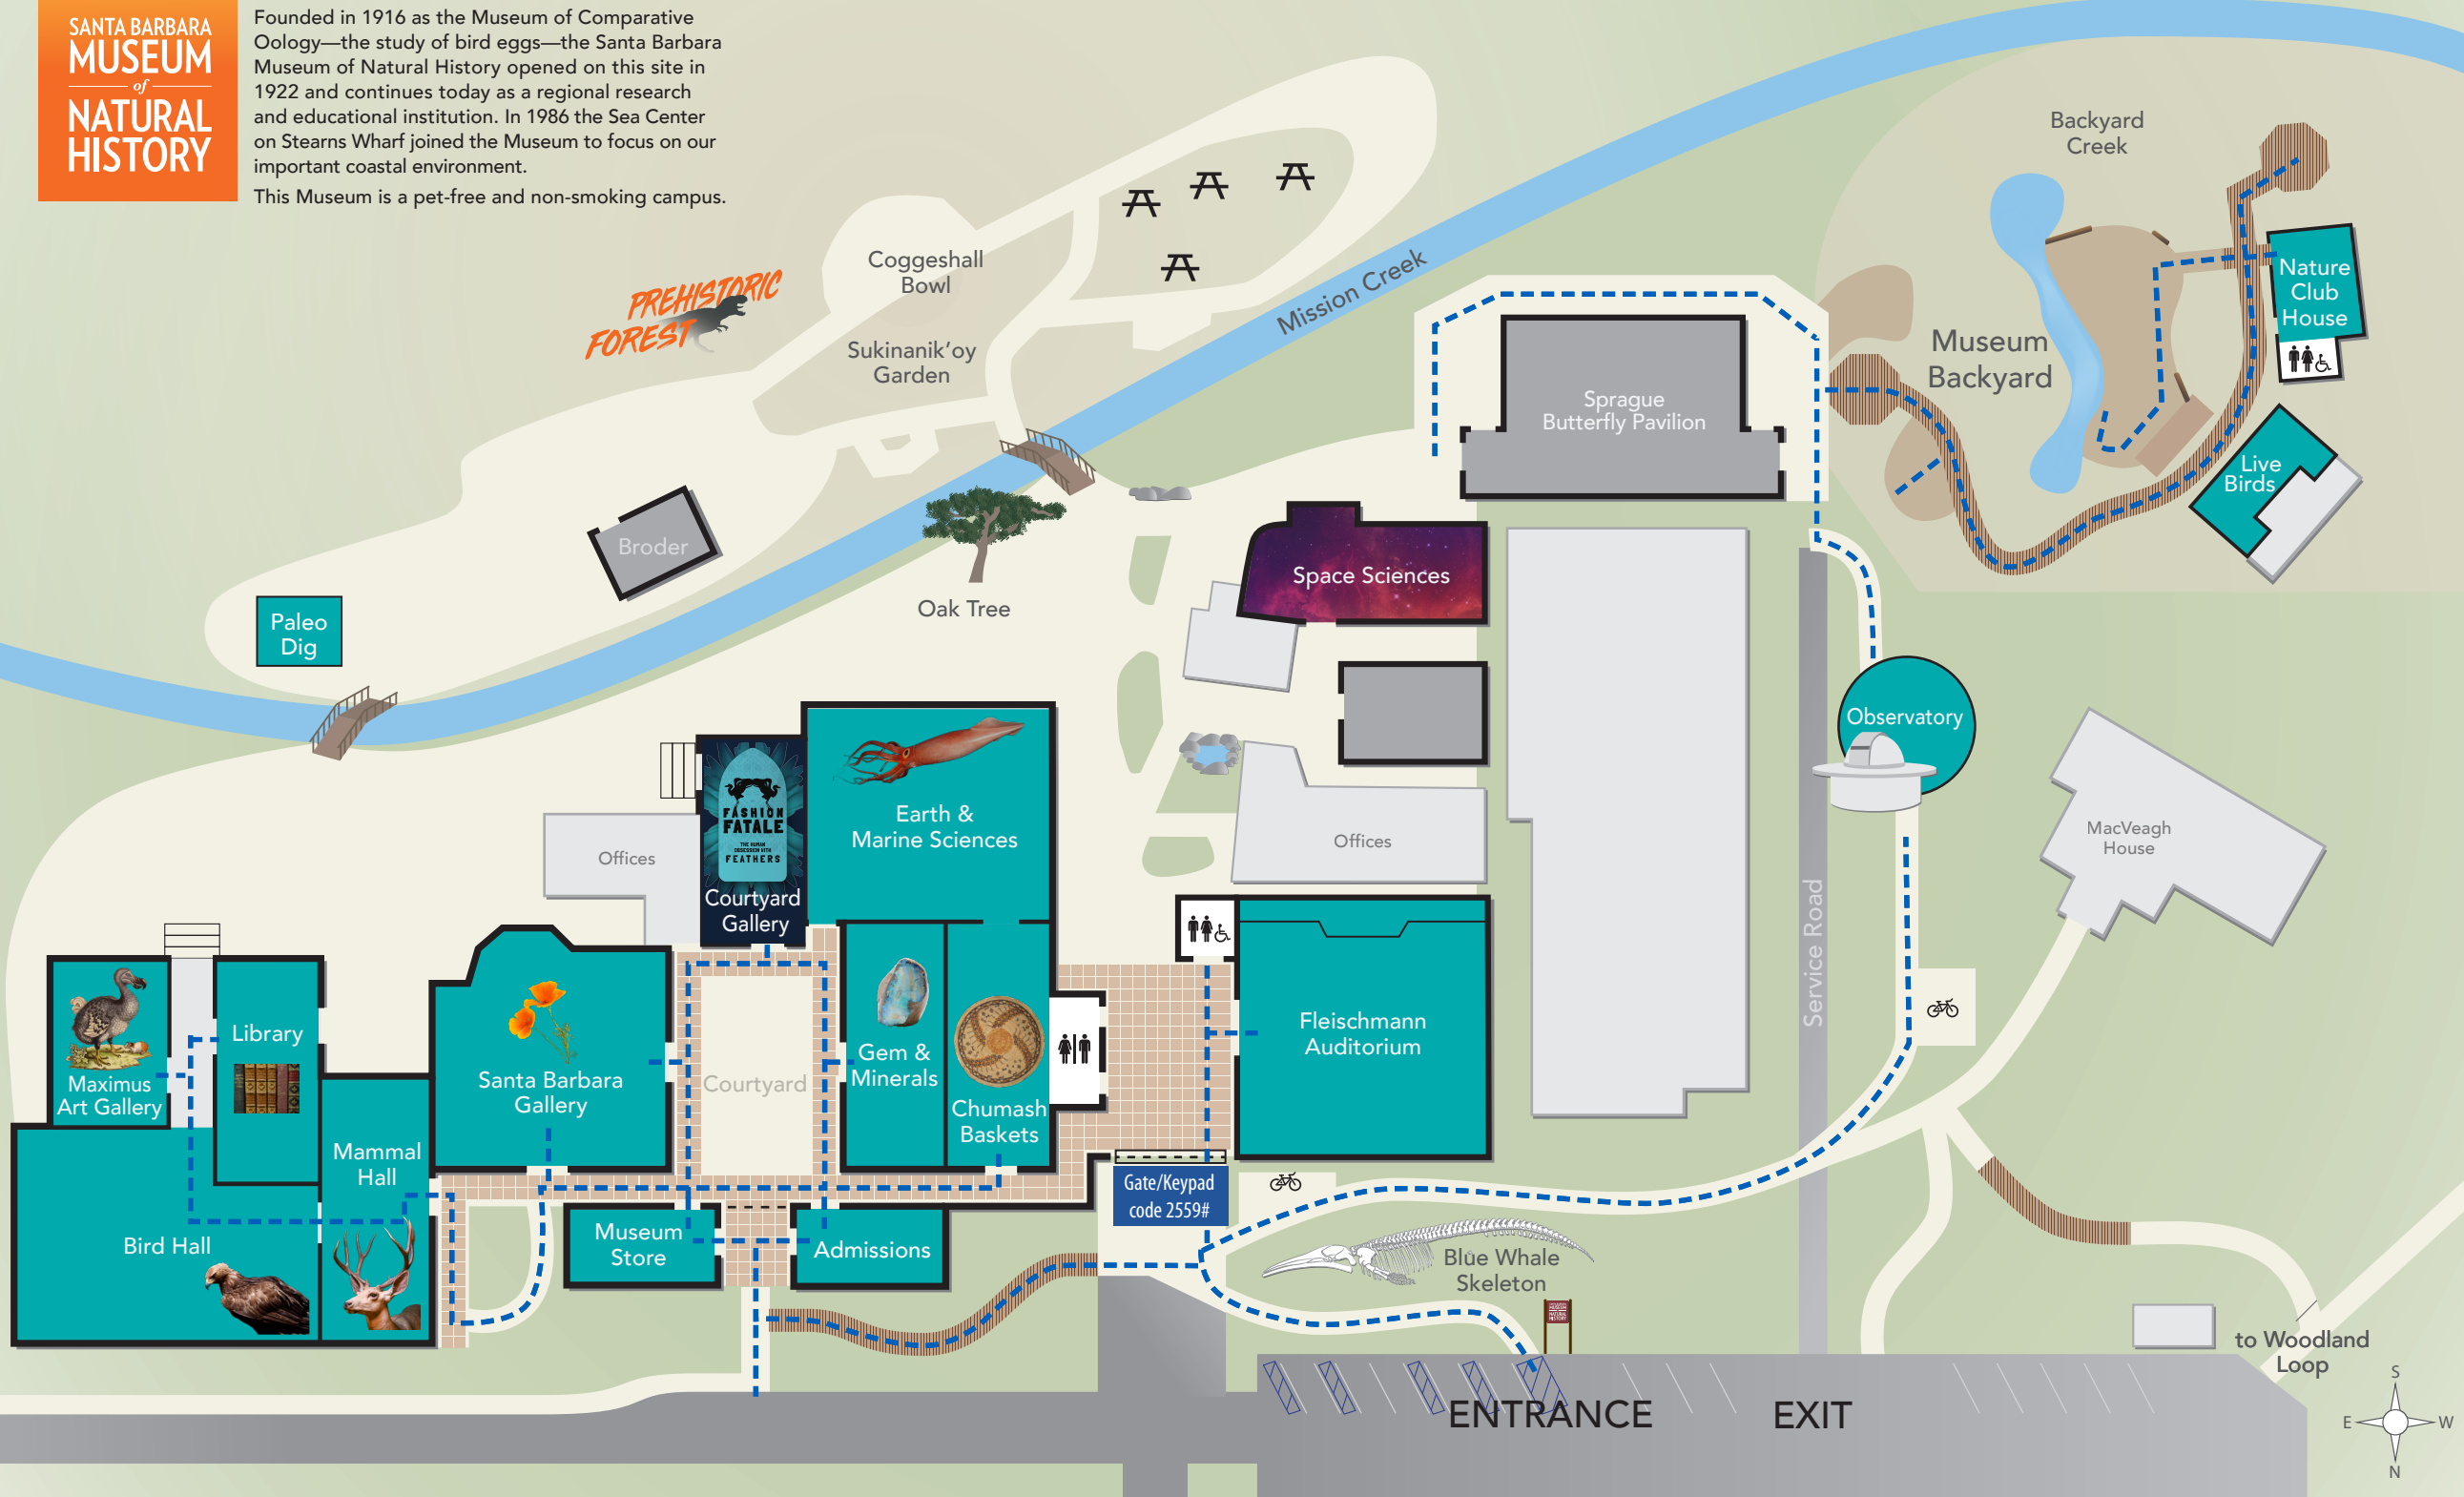 SANTA BARBARA
MUSEUM
of
NATURAL
HISTORY
Founded in 1916 as the Museum of Comparative
Oology—the study of bird eggs—the Santa Barbara
Museum of Natural History opened on this site in
1922 and continues today as a regional research
and educational institution. In 1986 the Sea Center
on Stearns Wharf joined the Museum to focus on our
important coastal environment.
This Museum is a pet-free and non-smoking campus.
PREHISTORIC
FOREST
Coggeshall
Bowl
Sukinanik'oy
Garden
Mission Creek
Backyard
Creek
Museum
Backyard
Nature
Club
House
Live
Birds
Sprague
Butterfly Pavilion
Broder
Paleo
Dig
Oak Tree
Space Sciences
Observatory
MacVeagh
House
Service Road
Offices
Earth &
Marine Sciences
FASHION
FATALE
THE HUMAN
OBSESSION WITH
FEATHERS
Courtyard
Gallery
Offices
Maximus
Art Gallery
Library
Mammal
Hall
Bird Hall
Santa Barbara
Gallery
Courtyard
Gem &
Minerals
Chumash
Baskets
Fleischmann
Auditorium
Gate/Keypad
code 2559#
Museum
Store
Admissions
Blue Whale
Skeleton
MUSEUM
NATURAL
HISTORY
ENTRANCE
EXIT
to Woodland
Loop
S
E
W
N